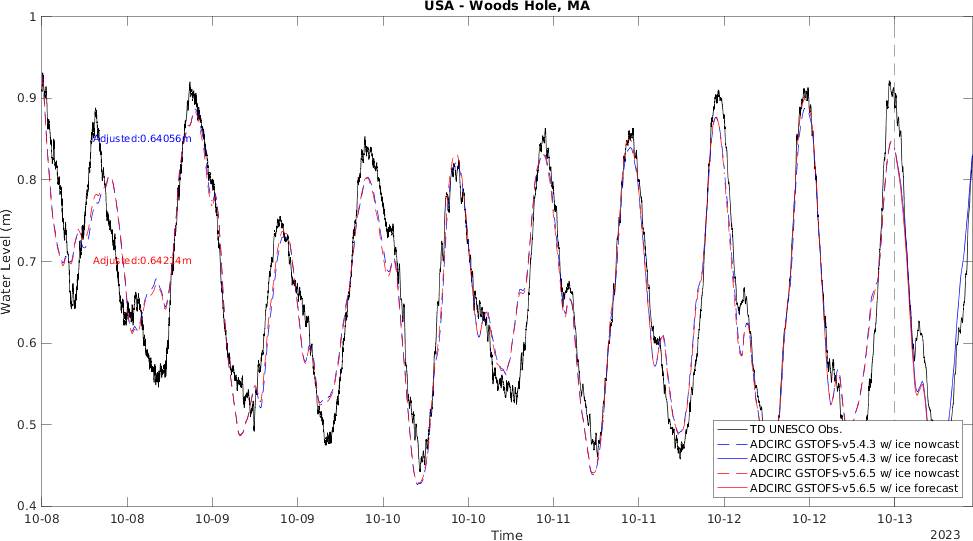 USA - Woods Hole, MA
Water Level (m)
1
0.9
0.8
0.7
0.6
0.5
0.4
Adjusted:0.64056m
Adjusted:0.64214m
TD UNESCO Obs.
ADCIRC GSTOFS-v5.4.3 w/ ice nowcast
ADCIRC GSTOFS-v5.4.3 w/ ice forecast
ADCIRC GSTOFS-v5.6.5 w/ ice nowcast
ADCIRC GSTOFS-v5.6.5 w/ ice forecast
10-08 10-08 10-09 10-09 10-10 10-10 10-11 10-11 10-12 10-12 10-13
Time
2023